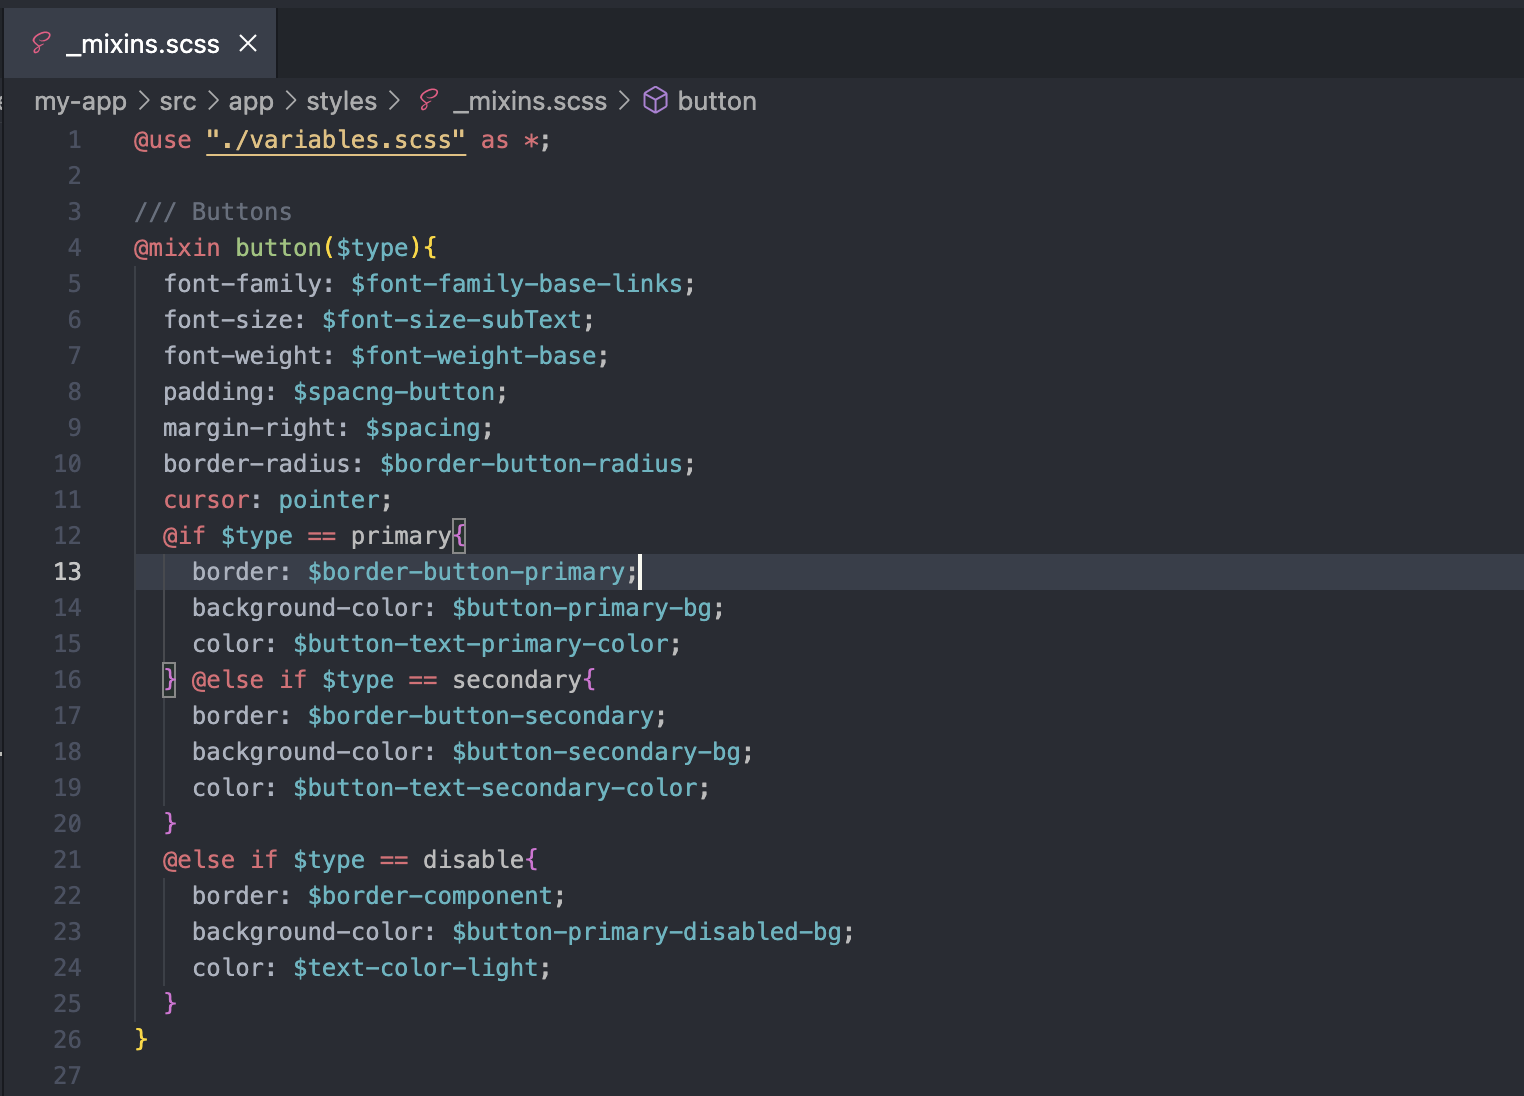 _mixins.scss
my-app > src > app > styles > _mixins.scss > button
1 @use "./variables.scss" as *;
2
3 /// Buttons
4 @mixin button($type){
5 font-family: $font-family-base-links;
6 font-size: $font-size-subText;
7 font-weight: $font-weight-base;
8 padding: $spacng-button;
9 margin-right: $spacing;
10 border-radius: $border-button-radius;
11 cursor: pointer;
12 @if $type == primary{
13 border: $border-button-primary;
14 background-color: $button-primary-bg;
15 color: $button-text-primary-color;
16 } @else if $type == secondary{
17 border: $border-button-secondary;
18 background-color: $button-secondary-bg;
19 color: $button-text-secondary-color;
20 }
21 @else if $type == disable{
22 border: $border-component;
23 background-color: $button-primary-disabled-bg;
24 color: $text-color-light;
25 }
26 }
27